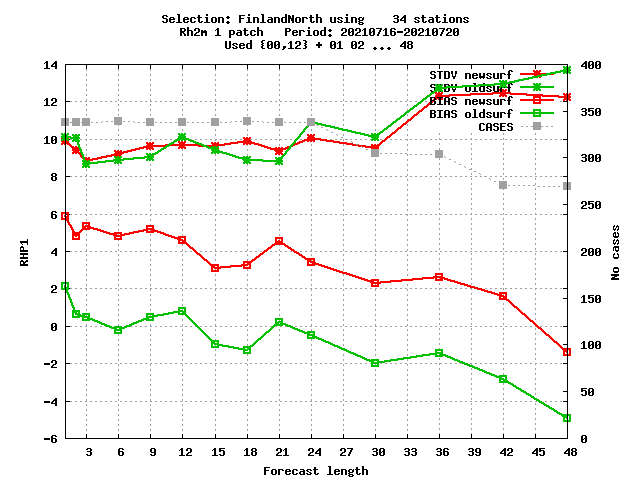 Selection: FinlandNorth using    34 stations
Rh2m 1 patch   Period: 20210716-20210720
Used {00,12} + 01 02 ... 48
STDV newsurf
STDV oldsurf
BIAS newsurf
BIAS oldsurf
CASES
14
12
10
8
6
4
2
0
-2
-4
-6
RHP1
400
350
300
250
200
150
100
50
0
No cases
3 6 9 12 15 18 21 24 27 30 33 36 39 42 45 48
Forecast length